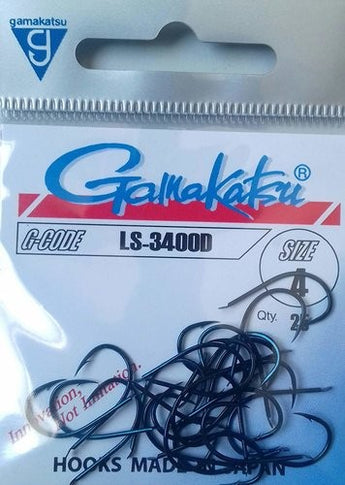 gamakatsu
g
Gamakatsu®
G-CODE LS-3400D
SIZE
4
Qty. 25
Innovation,
Not Imitation.
HOOKS MADE IN JAPAN